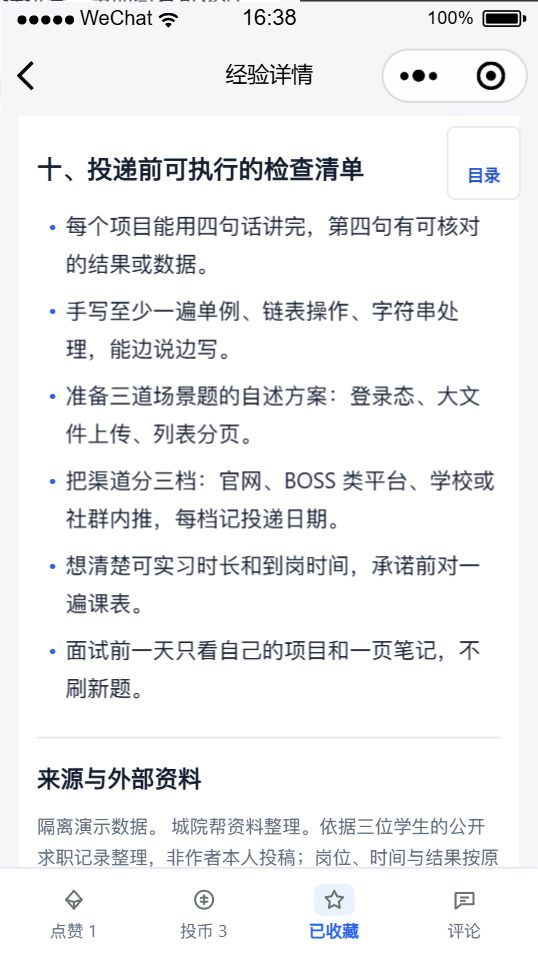 WeChat 16:38 100%
经验详情
十、投递前可执行的检查清单
目录
• 每个项目能用四句话讲完，第四句有可核对
的结果或数据。
• 手写至少一遍单例、链表操作、字符串处
理，能边说边写。
• 准备三道场景题的自述方案：登录态、大文
件上传、列表分页。
• 把渠道分三档：官网、BOSS 类平台、学校或
社群内推，每档记投递日期。
• 想清楚可实习时长和到岗时间，承诺前对一
遍课表。
• 面试前一天只看自己的项目和一页笔记，不
刷新题。
来源与外部资料
隔离演示数据。 城院帮资料整理。依据三位学生的公开
求职记录整理，非作者本人投稿；岗位、时间与结果按原
点赞 1 投币 3 已收藏 评论